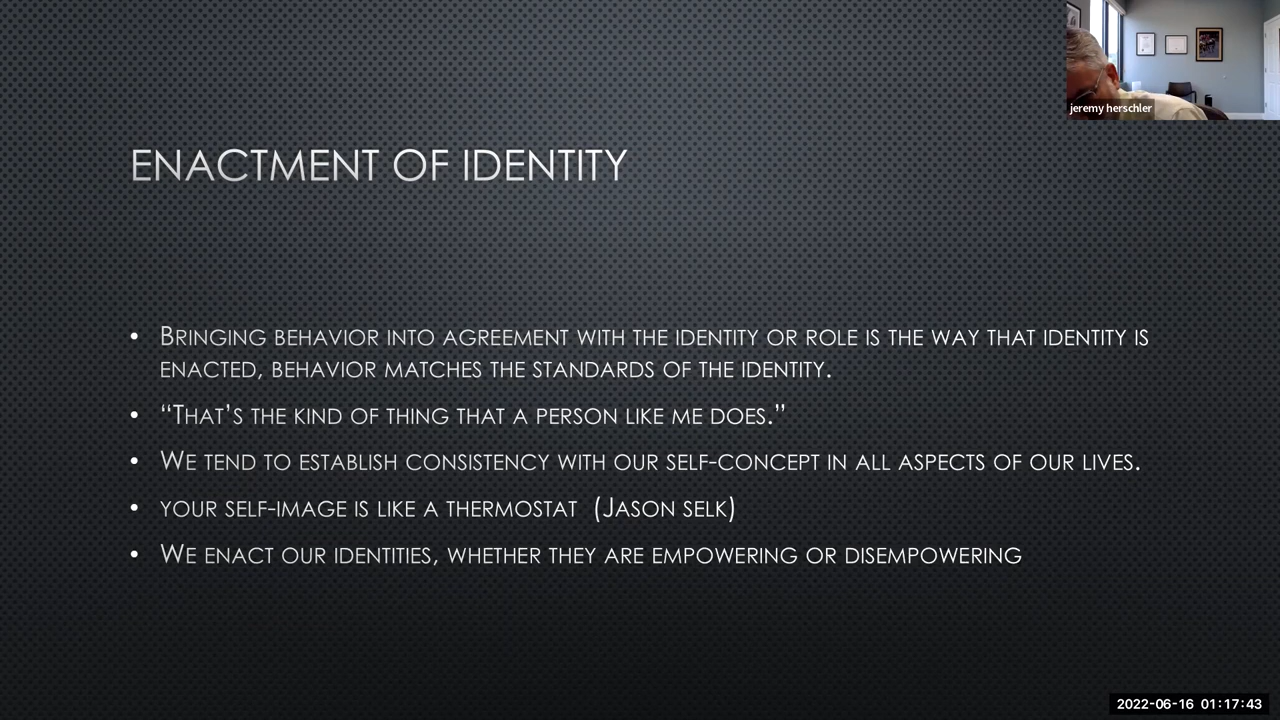 jeremy herschler
ENACTMENT OF IDENTITY
• BRINGING BEHAVIOR INTO AGREEMENT WITH THE IDENTITY OR ROLE IS THE WAY THAT IDENTITY IS
ENACTED, BEHAVIOR MATCHES THE STANDARDS OF THE IDENTITY.
• “THAT’S THE KIND OF THING THAT A PERSON LIKE ME DOES.”
• WE TEND TO ESTABLISH CONSISTENCY WITH OUR SELF-CONCEPT IN ALL ASPECTS OF OUR LIVES.
• YOUR SELF-IMAGE IS LIKE A THERMOSTAT (JASON SELK)
• WE ENACT OUR IDENTITIES, WHETHER THEY ARE EMPOWERING OR DISEMPOWERING
2022-06-16 01:17:43